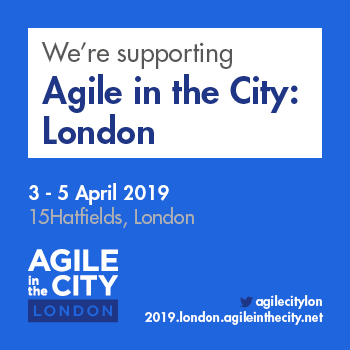 We're supporting
Agile in the City:
London
3 - 5 April 2019
15Hatfields, London
AGILE
in the CITY
LONDON
agilecitylon
2019.london.agileinthecity.net